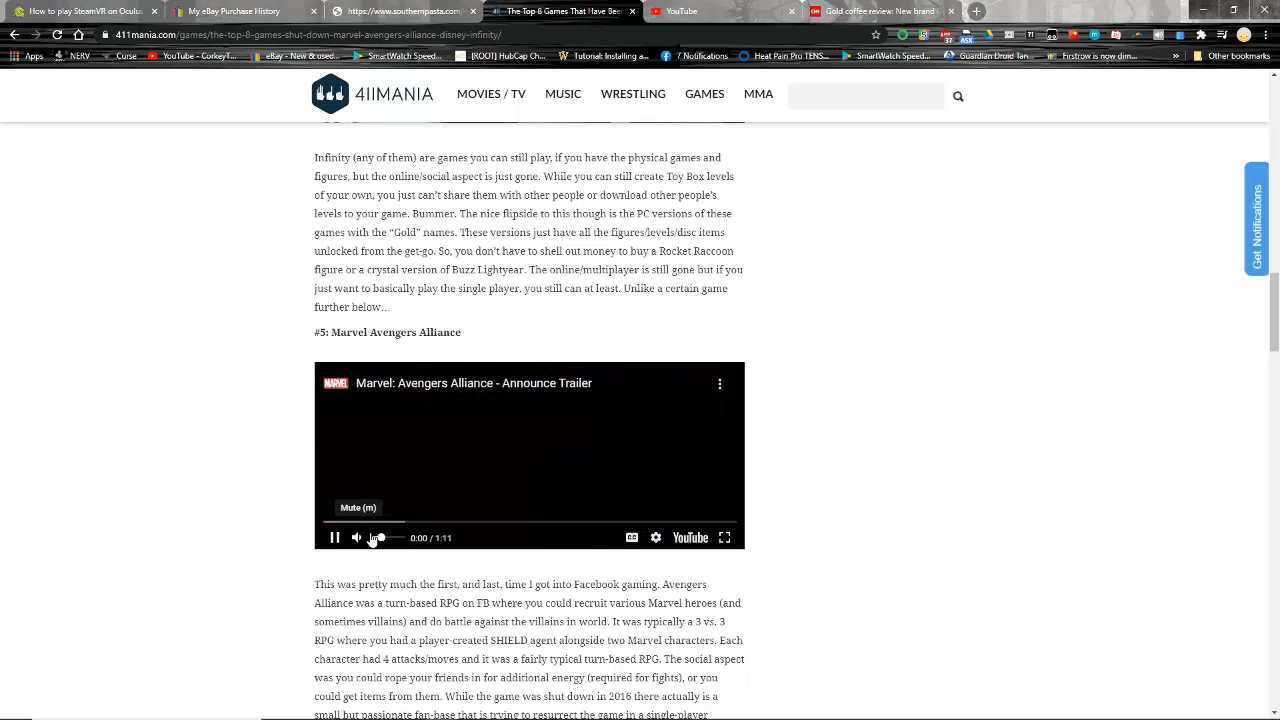 How to play SteamVR on Oculu
My eBay Purchase History
https://www.southernpasta.com/
The Top 8 Games That Have Beer
YouTube
Gold coffee review: New brand
411mania.com/games/the-top-8-games-shut-down-marvel-avengers-alliance-disney-infinity/
Apps
NERV
Curse
YouTube - CorkeyT...
eBay - New & used...
SmartWatch Speed...
[ROOT] HubCap Ch...
Tutorial: Installing a...
7 Notifications
Heat Pain Pro TENS...
SmartWatch Speed...
Guardian Druid Tan...
Firstrow is now dim...
Other bookmarks
411MANIA
MOVIES / TV
MUSIC
WRESTLING
GAMES
MMA
Infinity (any of them) are games you can still play, if you have the physical games and
figures, but the online/social aspect is just gone. While you can still create Toy Box levels
of your own, you just can't share them with other people or download other people's
levels to your game. Bummer. The nice flipside to this though is the PC versions of these
games with the “Gold” names. These versions just have all the figures/levels/disc items
unlocked from the get-go. So, you don't have to shell out money to buy a Rocket Raccoon
figure or a crystal version of Buzz Lightyear. The online/multiplayer is still gone but if you
just want to basically play the single player, you still can at least. Unlike a certain game
further below…
Get Notifications
#5: Marvel Avengers Alliance
MARVEL
Marvel: Avengers Alliance - Announce Trailer
Mute (m)
0:00 / 1:11
CC
YouTube
This was pretty much the first, and last, time I got into Facebook gaming. Avengers
Alliance was a turn-based RPG on FB where you could recruit various Marvel heroes (and
sometimes villains) and do battle against the villains in world. It was typically a 3 vs. 3
RPG where you had a player-created SHIELD agent alongside two Marvel characters. Each
character had 4 attacks/moves and it was a fairly typical turn-based RPG. The social aspect
was you could rope your friends in for additional energy (required for fights), or you
could get items from them. While the game was shut down in 2016 there actually is a
small but passionate fan-base that is trying to resurrect the game in a single-player